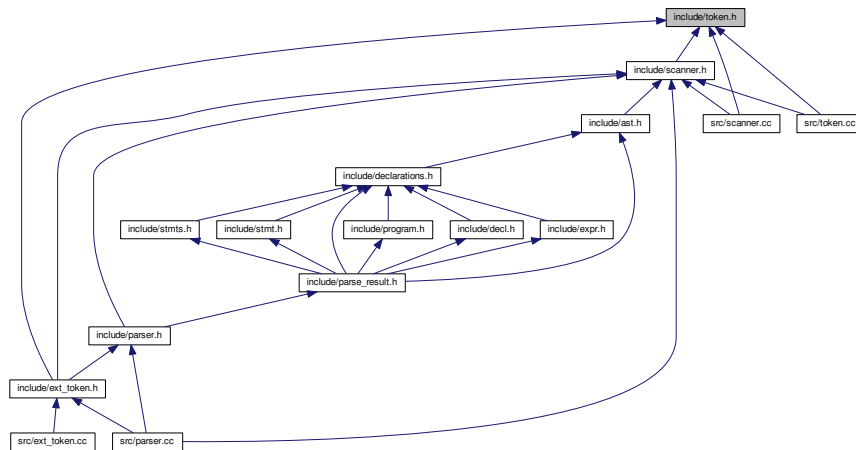 include/token.h
include/scanner.h
include/ast.h
src/scanner.cc
src/token.cc
include/declarations.h
include/stmts.h
include/stmt.h
include/program.h
include/decl.h
include/expr.h
include/parse_result.h
include/parser.h
include/ext_token.h
src/ext_token.cc
src/parser.cc